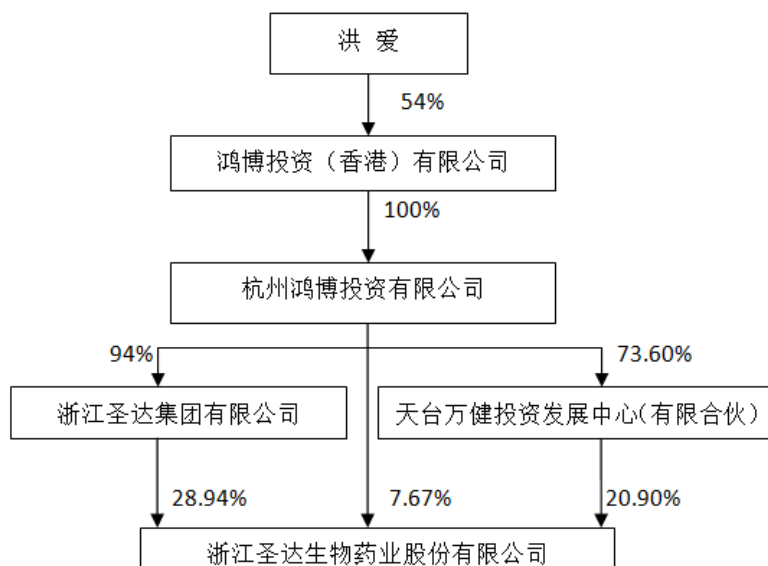 洪 爱
54%
鸿博投资（香港）有限公司
100%
杭州鸿博投资有限公司
94%
73.60%
浙江圣达集团有限公司
天台万健投资发展中心(有限合伙）
28.94%
7.67%
20.90%
浙江圣达生物药业股份有限公司